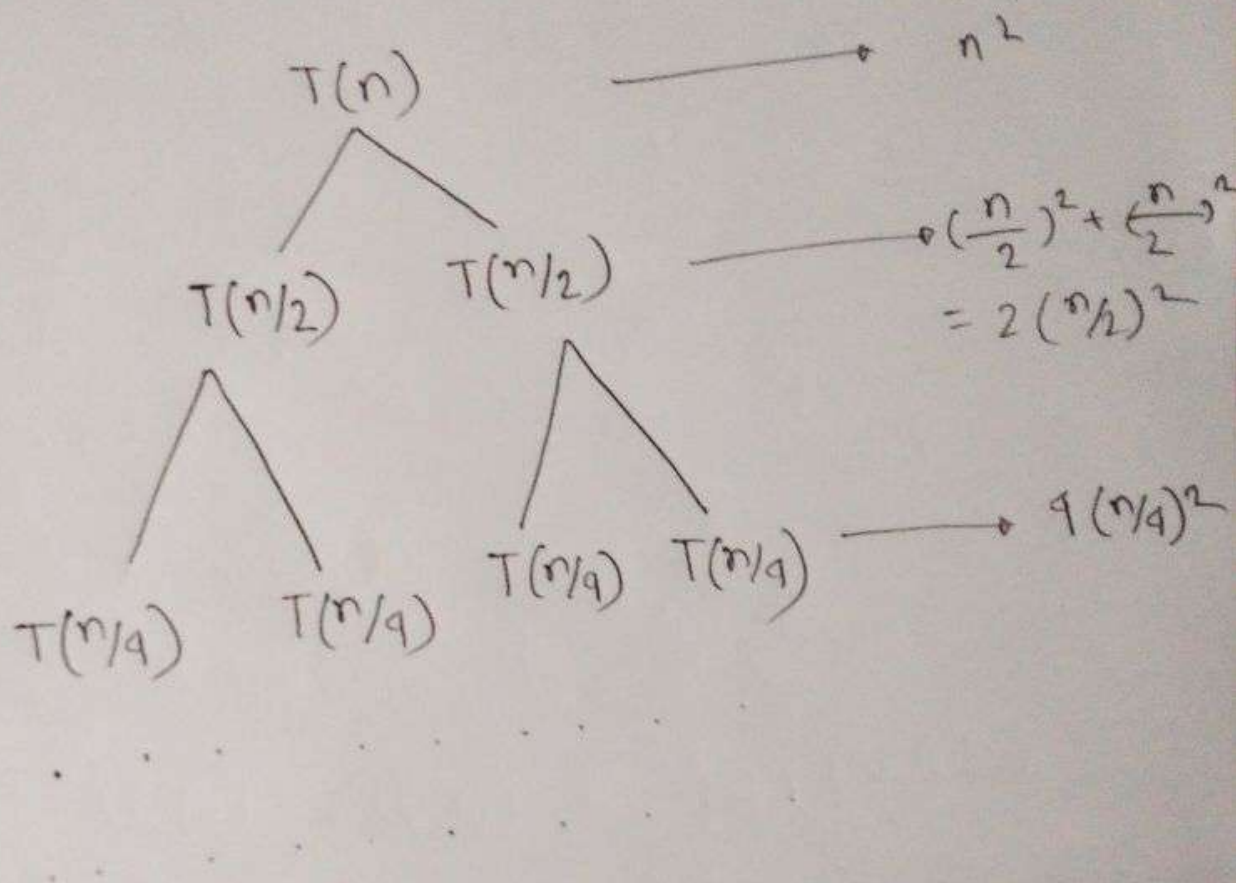 T(n) n²
T(n/2) T(n/2) (n/2)² + (n/2)²
= 2(n/2)²
T(n/4) T(n/4) T(n/4) T(n/4) 4(n/4)²